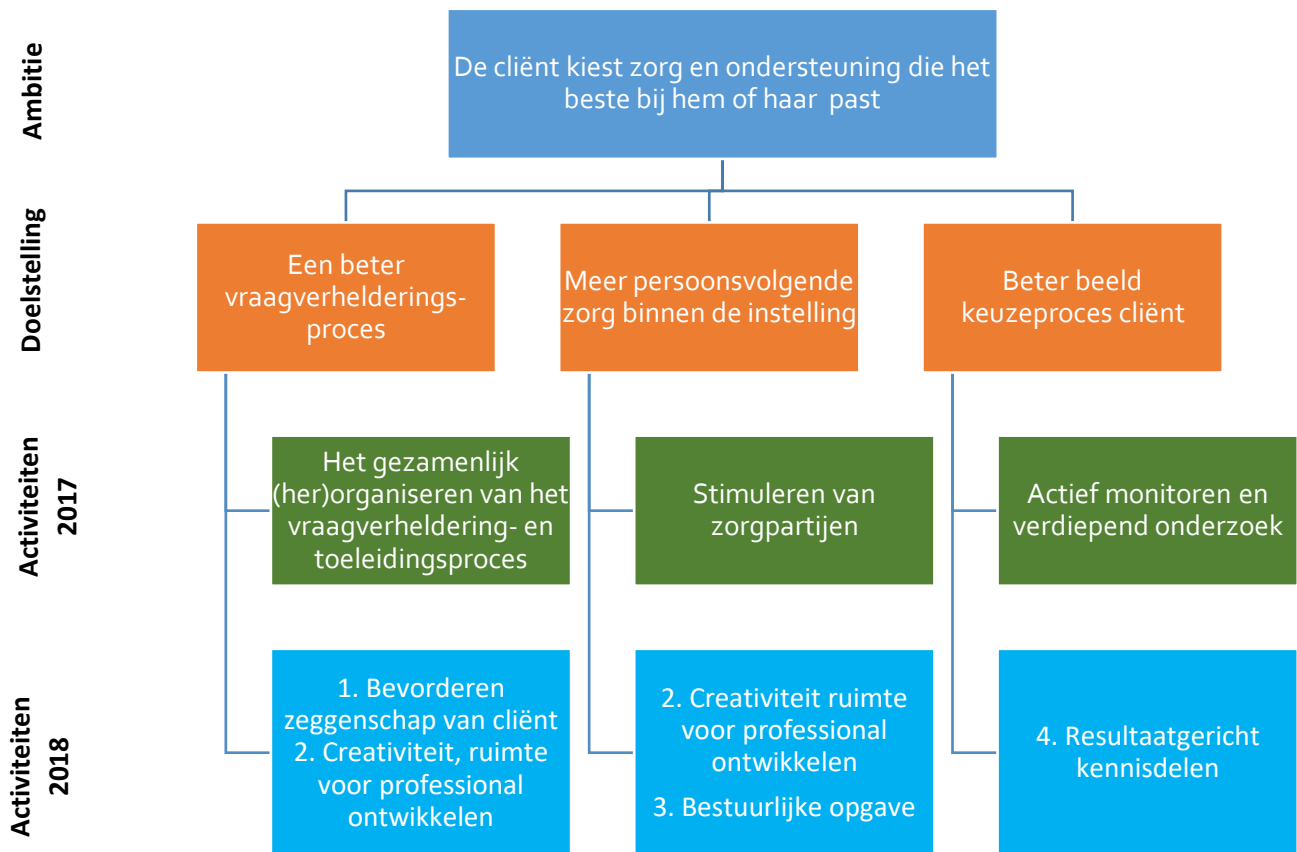 Ambitie
De cliënt kiest zorg en ondersteuning die het
beste bij hem of haar past
Doelstelling
Een beter
vraagverhelderings-
proces
Meer persoonsvolgende
zorg binnen de instelling
Beter beeld
keuzeproces cliënt
Activiteiten
2017
Het gezamenlijk
(her)organiseren van het
vraagverheldering- en
toeleidingsproces
Stimuleren van
zorgpartijen
Actief monitoren en
verdiepend onderzoek
Activiteiten
2018
1. Bevorderen
zeggenschap van cliënt
2. Creativiteit, ruimte
voor professional
ontwikkelen
2. Creativiteit ruimte
voor professional
ontwikkelen
3. Bestuurlijke opgave
4. Resultaatgericht
kennisdelen